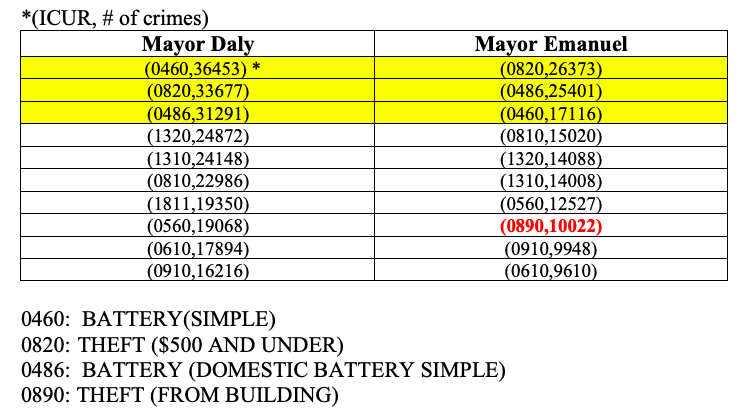 *(ICUR, # of crimes)
Mayor Daly Mayor Emanuel
(0460,36453) * (0820,26373)
(0820,33677) (0486,25401)
(0486,31291) (0460,17116)
(1320,24872) (0810,15020)
(1310,24148) (1320,14088)
(0810,22986) (1310,14008)
(1811,19350) (0560,12527)
(0560,19068) (0890,10022)
(0610,17894) (0910,9948)
(0910,16216) (0610,9610)
0460: BATTERY(SIMPLE)
0820: THEFT ($500 AND UNDER)
0486: BATTERY (DOMESTIC BATTERY SIMPLE)
0890: THEFT (FROM BUILDING)